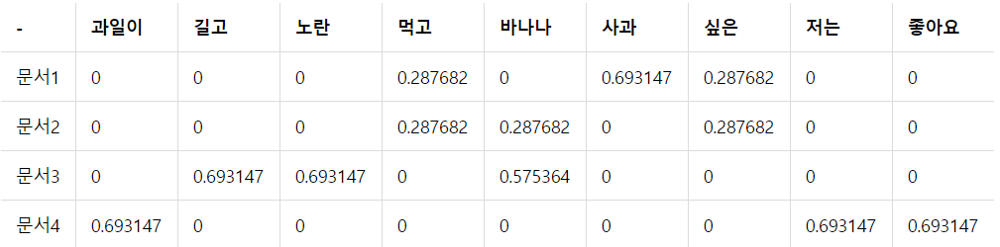 - 과일이 길고 노란 먹고 바나나 사과 싶은 저는 좋아요
문서1 0 0 0 0.287682 0 0.693147 0.287682 0 0
문서2 0 0 0 0.287682 0.287682 0 0.287682 0 0
문서3 0 0.693147 0.693147 0 0.575364 0 0 0 0
문서4 0.693147 0 0 0 0 0 0 0.693147 0.693147